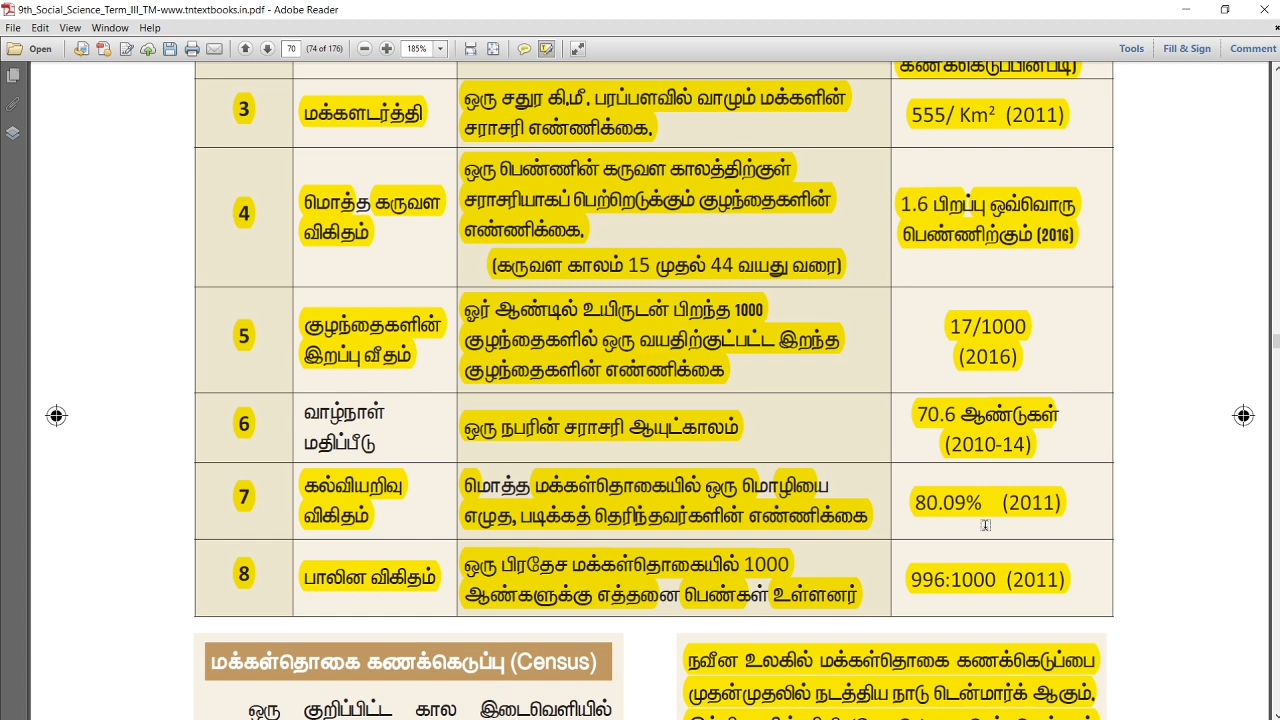 9th_Social_Science_Term_III_TM-www.tntextbooks.in.pdf - Adobe Reader
File Edit View Window Help
Open 70 (74 of 176) 185% Tools Fill & Sign Comment
கணக்கெடுப்பின்படி)
3 மக்களடர்த்தி ஒரு சதுர கி.மீ. பரப்பளவில் வாழும் மக்களின் 555/ Km² (2011)
சராசரி எண்ணிக்கை.
4 மொத்த கருவள விகிதம் ஒரு பெண்ணின் கருவள காலத்திற்குள்
சராசரியாகப் பெற்றெடுக்கும் குழந்தைகளின் 1.6 பிறப்பு ஒவ்வொரு
எண்ணிக்கை. பெண்ணிற்கும் (2016)
(கருவள காலம் 15 முதல் 44 வயது வரை)
5 குழந்தைகளின் இறப்பு வீதம் ஓர் ஆண்டில் உயிருடன் பிறந்த 1000
குழந்தைகளில் ஒரு வயதிற்குட்பட்ட இறந்த 17/1000
குழந்தைகளின் எண்ணிக்கை (2016)
6 வாழ்நாள் மதிப்பீடு ஒரு நபரின் சராசரி ஆயுட்காலம் 70.6 ஆண்டுகள்
(2010-14)
7 கல்வியறிவு விகிதம் மொத்த மக்கள்தொகையில் ஒரு மொழியை 80.09% (2011)
எழுத, படிக்கத் தெரிந்தவர்களின் எண்ணிக்கை
8 பாலின விகிதம் ஒரு பிரதேச மக்கள்தொகையில் 1000 996:1000 (2011)
ஆண்களுக்கு எத்தனை பெண்கள் உள்ளனர்
மக்கள்தொகை கணக்கெடுப்பு (Census)
ஒரு குறிப்பிட்ட கால இடைவெளியில்
நவீன உலகில் மக்கள்தொகை கணக்கெடுப்பை
முதன்முதலில் நடத்திய நாடு டென்மார்க் ஆகும்.